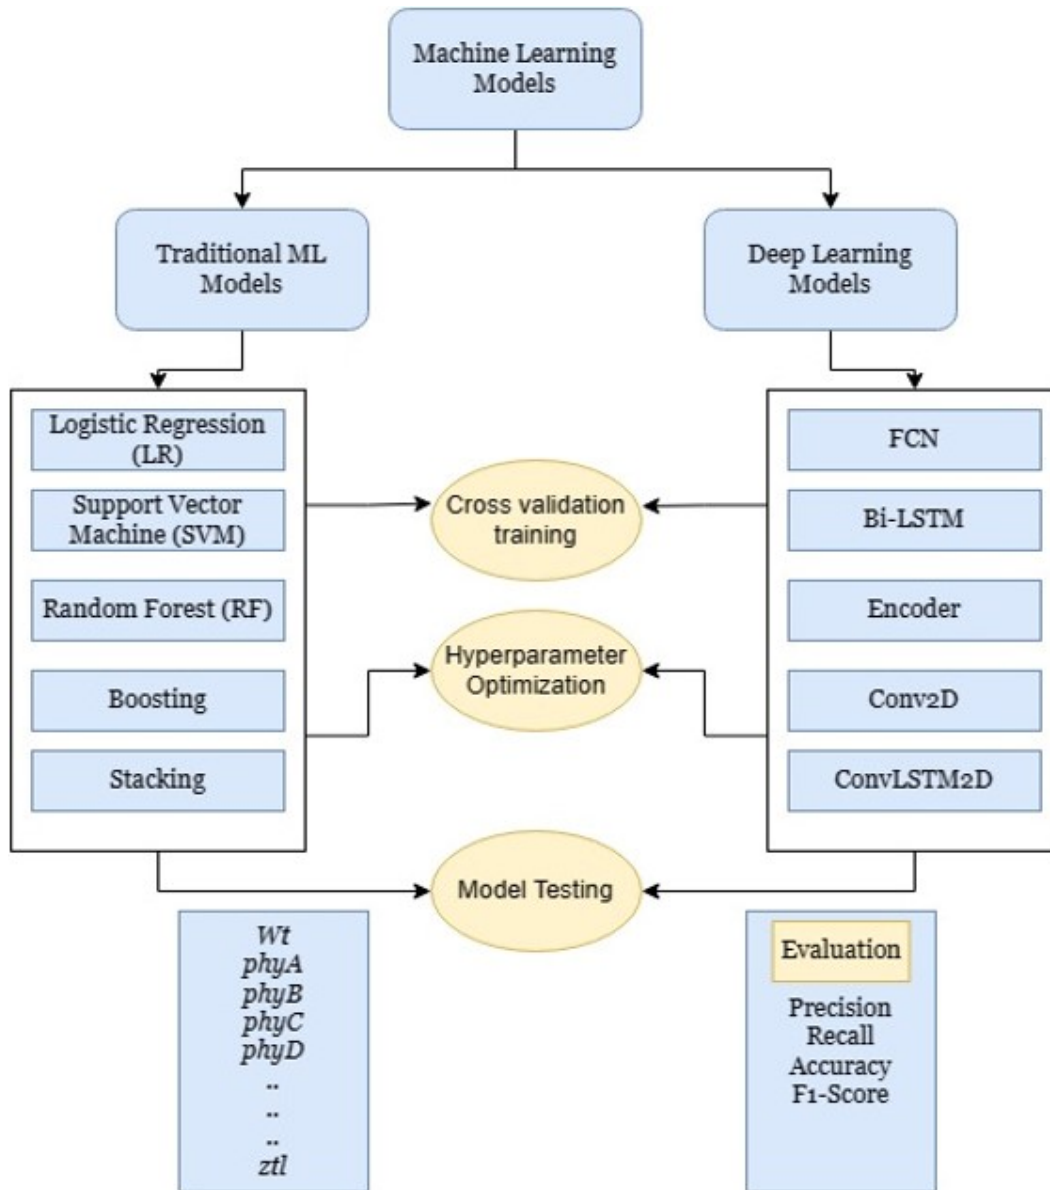 Machine Learning
Models
Traditional ML
Models
Deep Learning
Models
Logistic Regression
(LR)
Support Vector
Machine (SVM)
Random Forest (RF)
Boosting
Stacking
Cross validation
training
Hyperparameter
Optimization
Model Testing
FCN
Bi-LSTM
Encoder
Conv2D
ConvLSTM2D
Wt
phyA
phyB
phyC
phyD
..
..
..
ztl
Evaluation
Precision
Recall
Accuracy
F1-Score